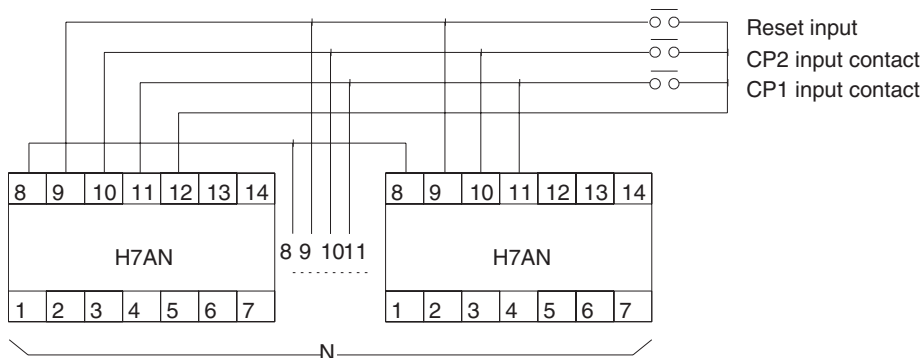 Reset input
CP2 input contact
CP1 input contact
8 9 10 11 12 13 14
8 9 10 11 12 13 14
H7AN
8 9 10 11
H7AN
1 2 3 4 5 6 7
1 2 3 4 5 6 7
N